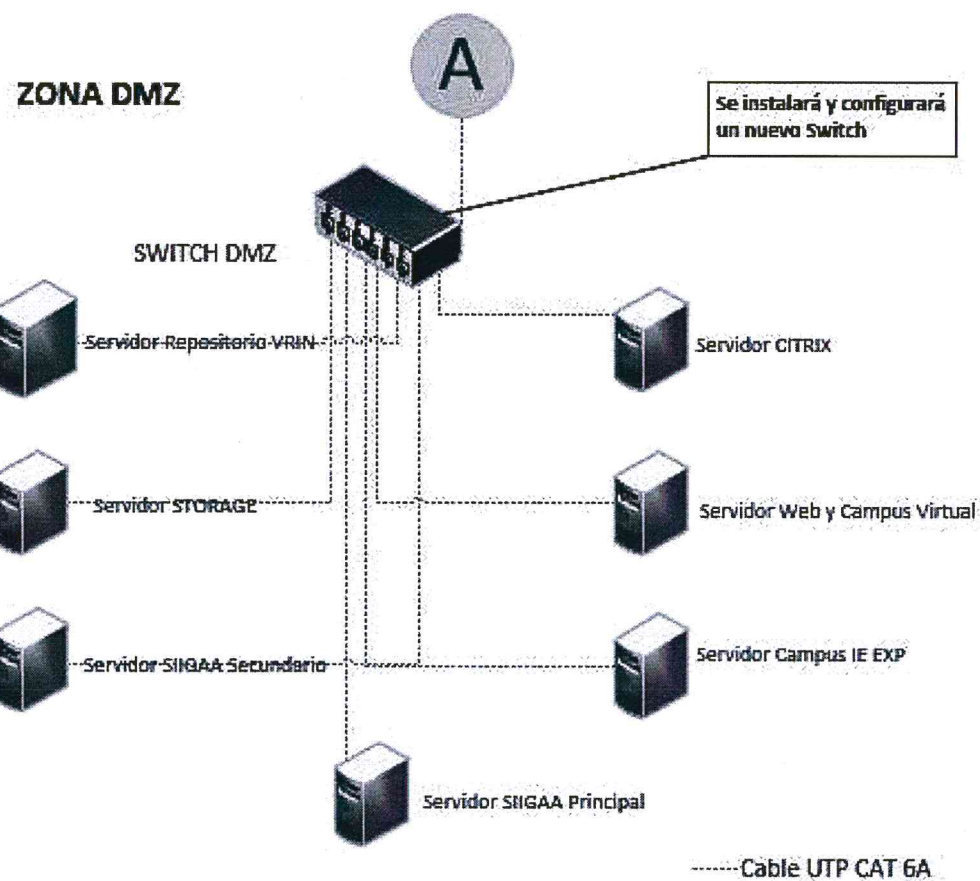 A
ZONA DMZ
Se instalará y configurará
un nuevo Switch
SWITCH DMZ
Servidor Repositorio VRIN
Servidor CITRIX
Servidor STORAGE
Servidor Web y Campus Virtual
Servidor SIIGAA Secundario
Servidor Campus IE EXP
Servidor SIIGAA Principal
Cable UTP CAT 6A